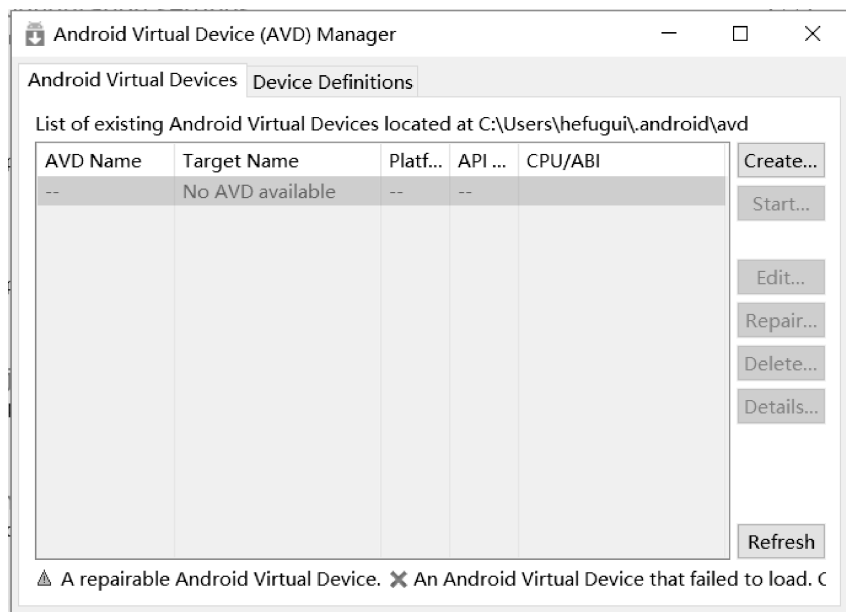 Android Virtual Device (AVD) Manager
Android Virtual Devices Device Definitions
List of existing Android Virtual Devices located at C:\Users\hefugui\.android\avd
AVD Name Target Name Platf... API ... CPU/ABI
-- No AVD available -- --
Create...
Start...
Edit...
Repair...
Delete...
Details...
Refresh
A repairable Android Virtual Device. An Android Virtual Device that failed to load.